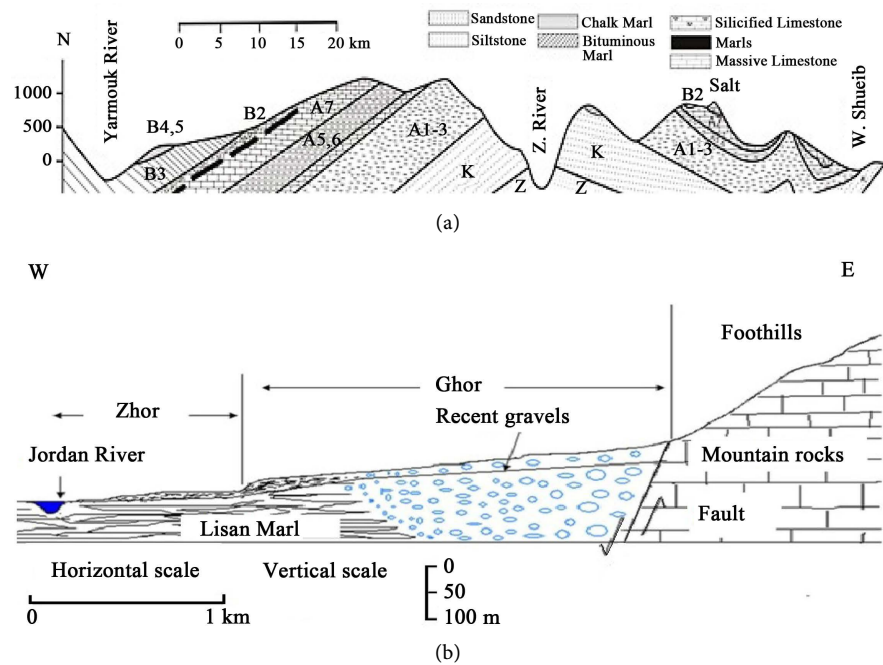 Sandstone
Chalk Marl
Silicified Limestone
Siltstone
Bituminous
Marl
Marls
Massive Limestone
0 5 10 15 20 km
N
Yarmouk River
Z. River
W. Shueib
1000
500
0
B4,5
B3
B2
A7
A5,6
A1-3
K
Z
K
Z
A1-3
B2
Salt
(a)
W
E
Foothills
Ghor
Zhor
Recent gravels
Jordan River
Mountain rocks
Lisan Marl
Fault
Horizontal scale
Vertical scale
0
50
100 m
0
1 km
(b)